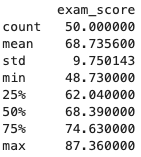 exam_score
count 50.000000
mean 68.735600
std 9.750143
min 48.730000
25% 62.040000
50% 68.390000
75% 74.630000
max 87.360000